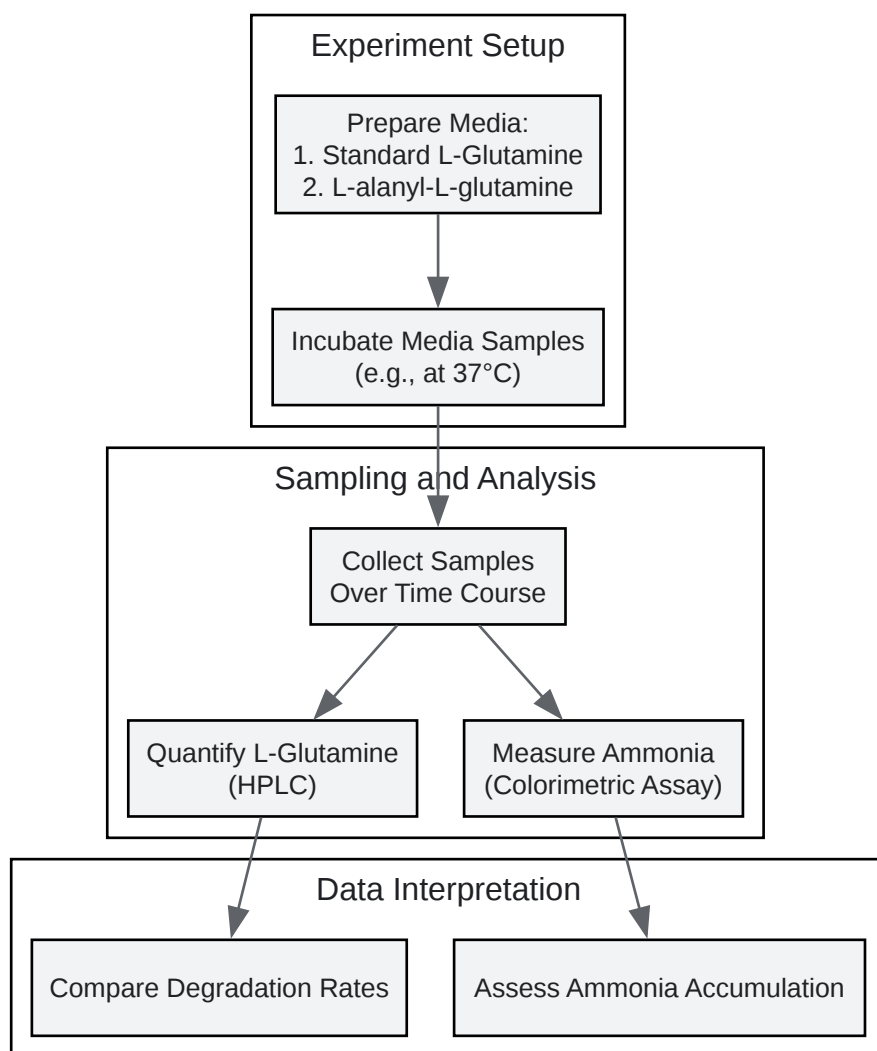 Experiment Setup
Prepare Media:
1. Standard L-Glutamine
2. L-alanyl-L-glutamine
Incubate Media Samples
(e.g., at 37°C)
Sampling and Analysis
Collect Samples
Over Time Course
Quantify L-Glutamine
(HPLC)
Measure Ammonia
(Colorimetric Assay)
Data Interpretation
Compare Degradation Rates
Assess Ammonia Accumulation